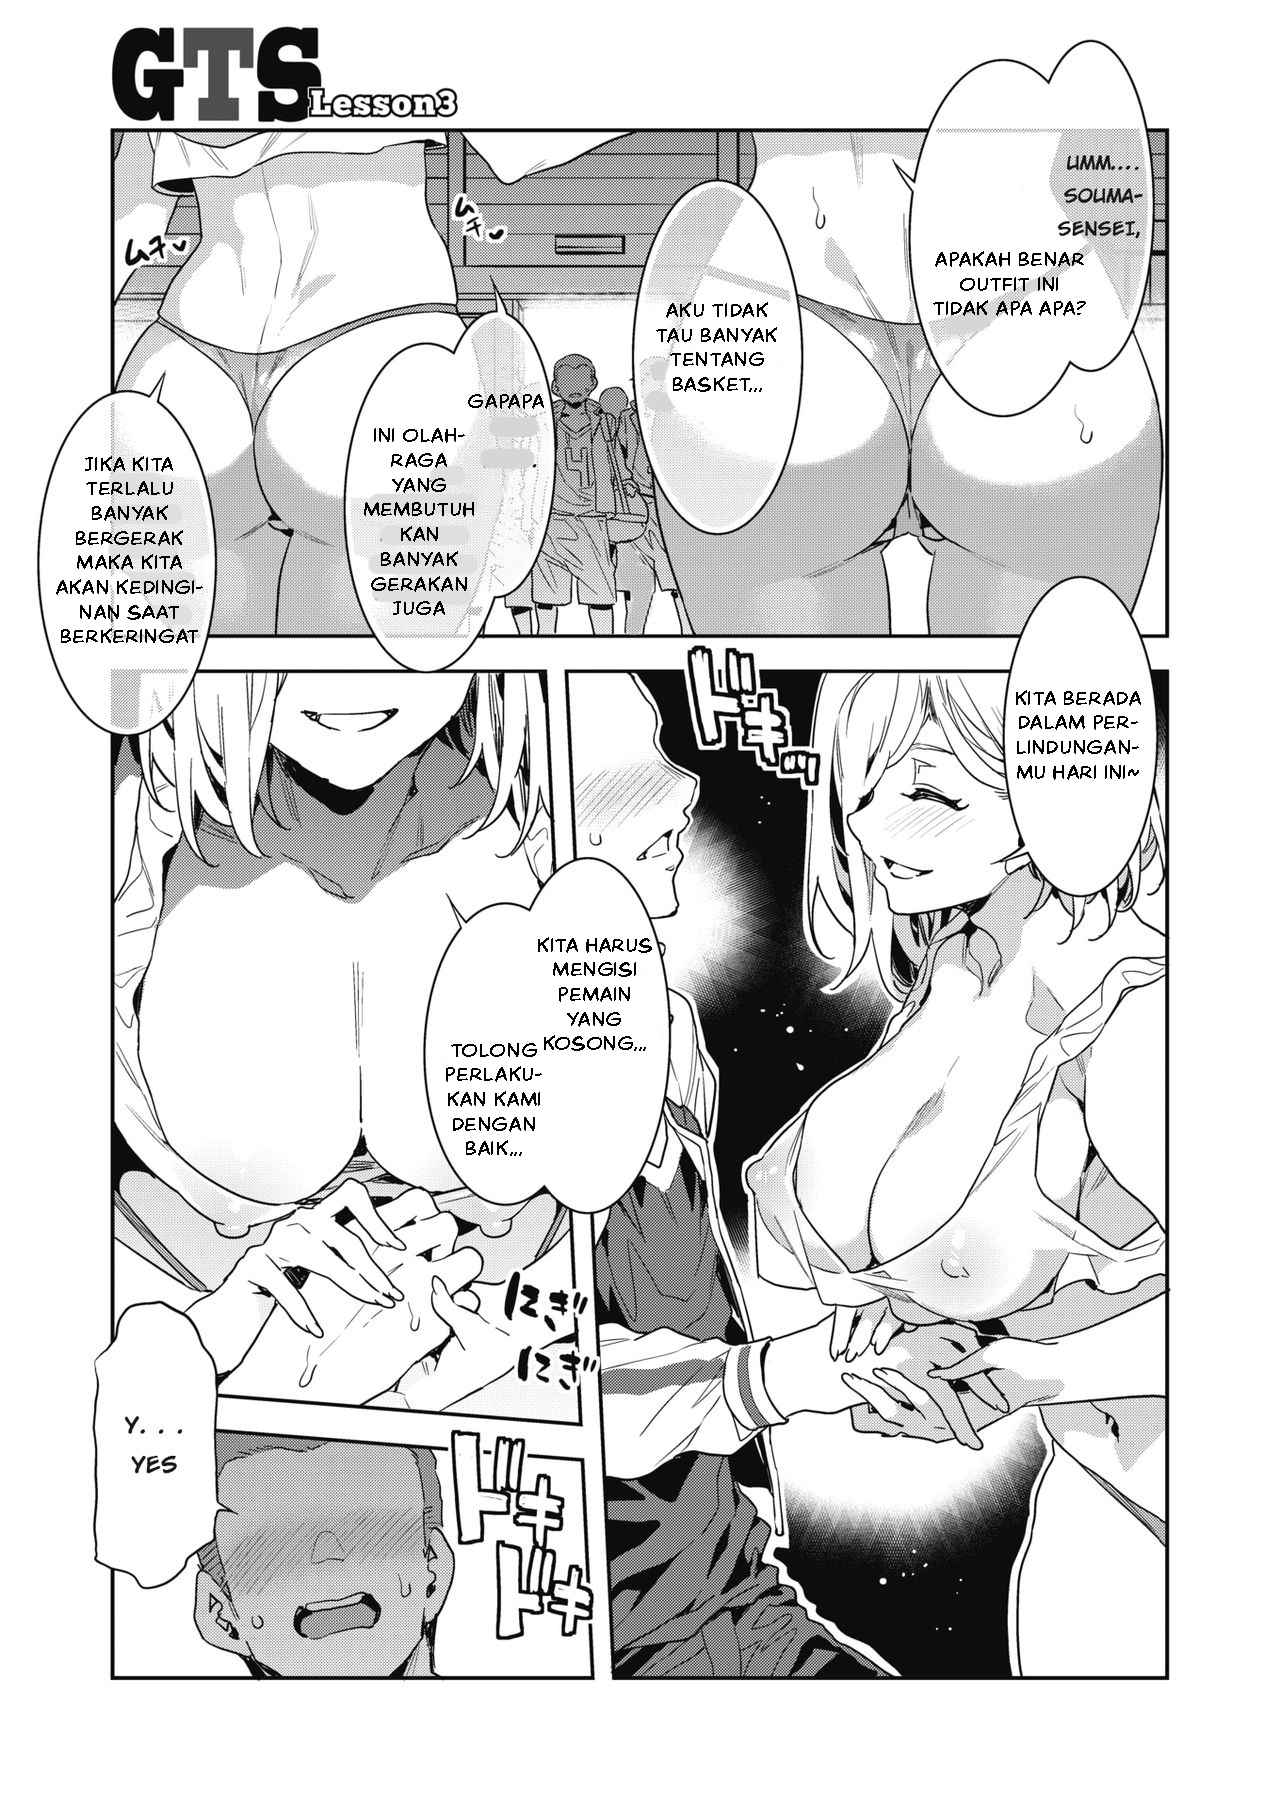 GTS
Lesson3
UMM....
SOUMA-
SENSEI,
APAKAH BENAR
OUTFIT INI
TIDAK APA APA?
AKU TIDAK
TAU BANYAK
TENTANG
BASKET,,,
GAPAPA
INI OLAH-
RAGA
YANG
MEMBUTUH
KAN
BANYAK
GERAKAN
JUGA
JIKA KITA
TERLALU
BANYAK
BERGERAK
MAKA KITA
AKAN KEDINGI-
NAN SAAT
BERKERINGAT
ムチ
ムチ
4
KITA BERADA
DALAM PER-
LINDUNGAN-
MU HARI INI~
ドキッ
KITA HARUS
MENGISI
PEMAIN
YANG
KOSONG,,,
TOLONG
PERLAKU-
KAN KAMI
DENGAN
BAIK,,,
にぎっ
にぎっ
Y. . .
YES
ドキ
ドキ